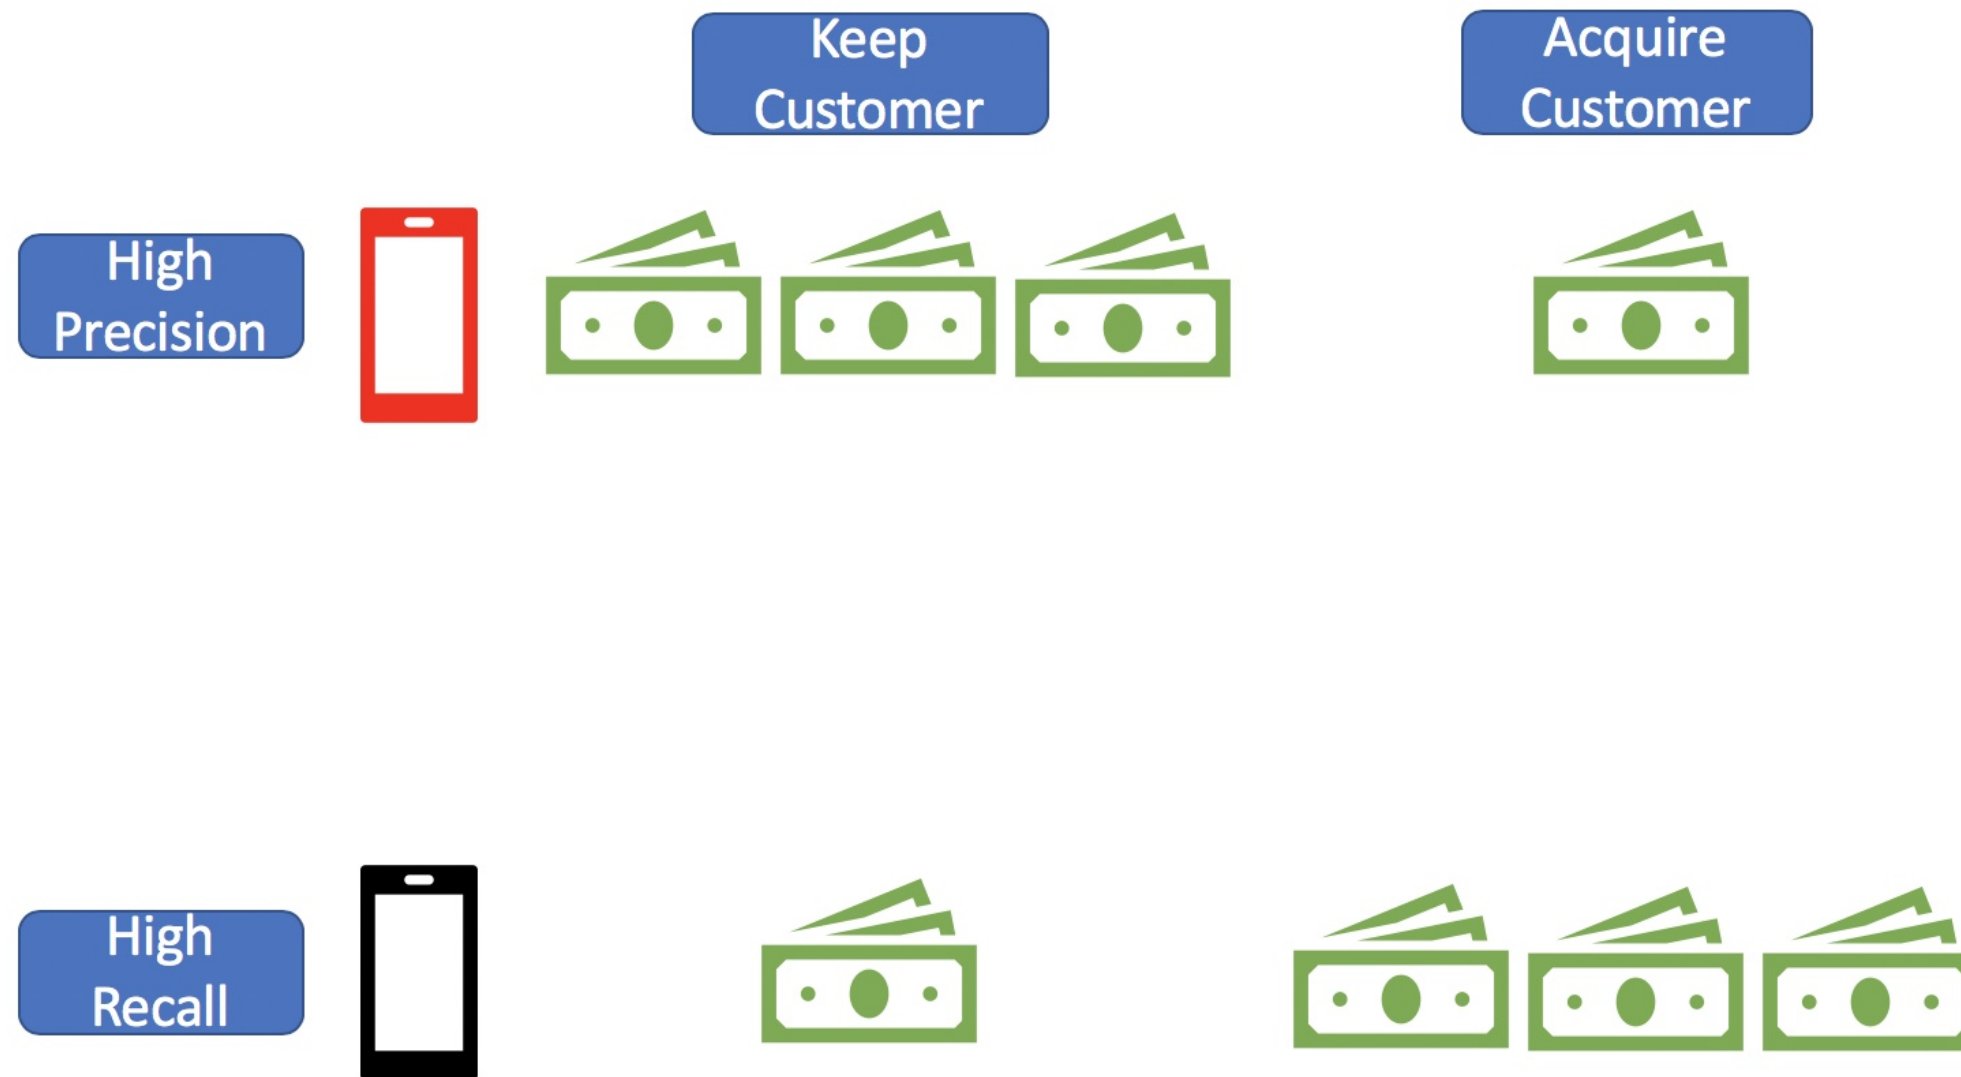 Keep
Customer
Acquire
Customer
High
Precision
High
Recall